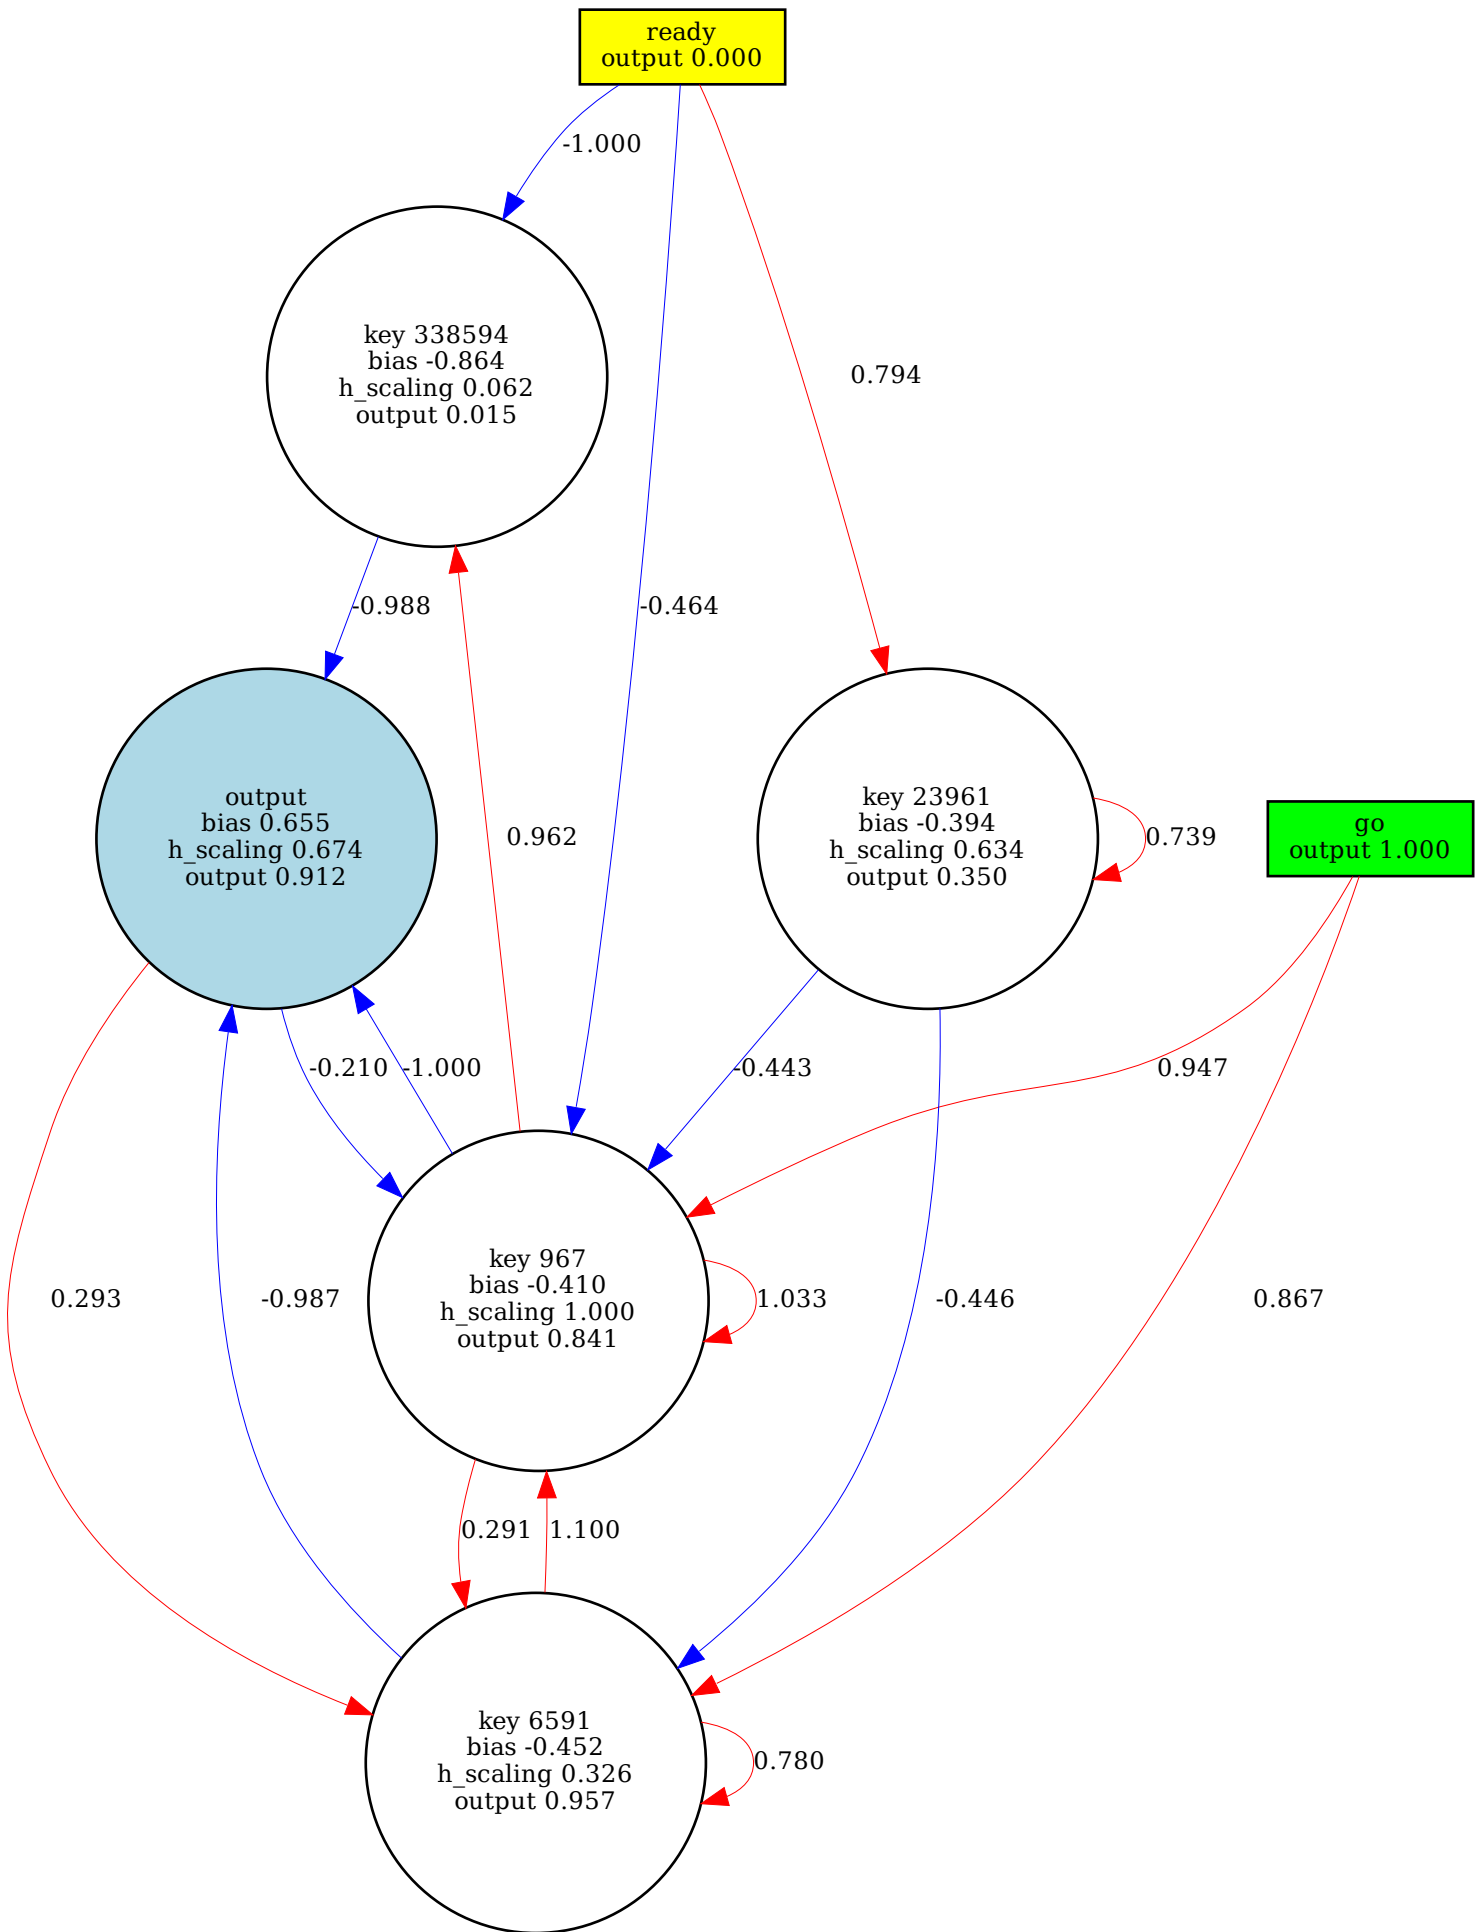 ready
output 0.000
-1.000
key 338594
bias -0.864
h_scaling 0.062
output 0.015
0.794
-0.988
-0.464
output
bias 0.655
h_scaling 0.674
output 0.912
0.962
key 23961
bias -0.394
h_scaling 0.634
output 0.350
0.739
go
output 1.000
-0.210
-1.000
-0.443
0.947
0.293
-0.987
key 967
bias -0.410
h_scaling 1.000
output 0.841
1.033
-0.446
0.867
0.291
1.100
key 6591
bias -0.452
h_scaling 0.326
output 0.957
0.780